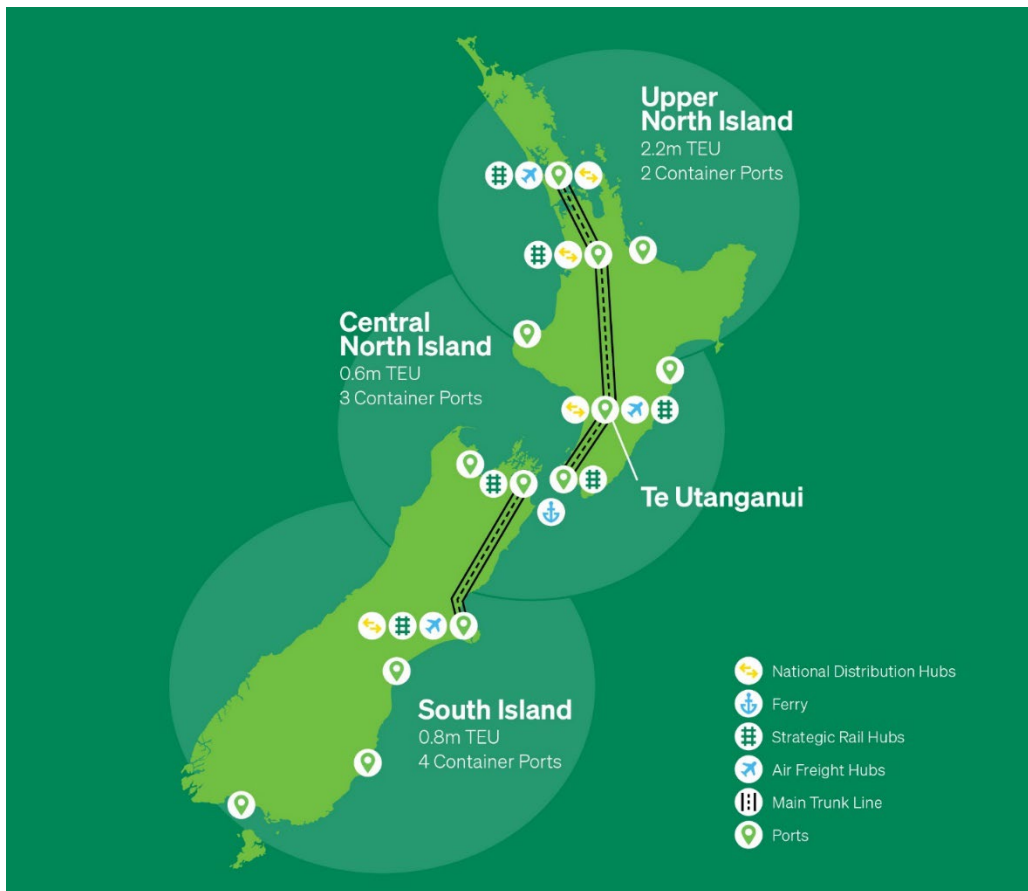 Upper
North Island
2.2m TEU
2 Container Ports
Central
North Island
0.6m TEU
3 Container Ports
Te Utanganui
South Island
0.8m TEU
4 Container Ports
National Distribution Hubs
Ferry
Strategic Rail Hubs
Air Freight Hubs
Main Trunk Line
Ports